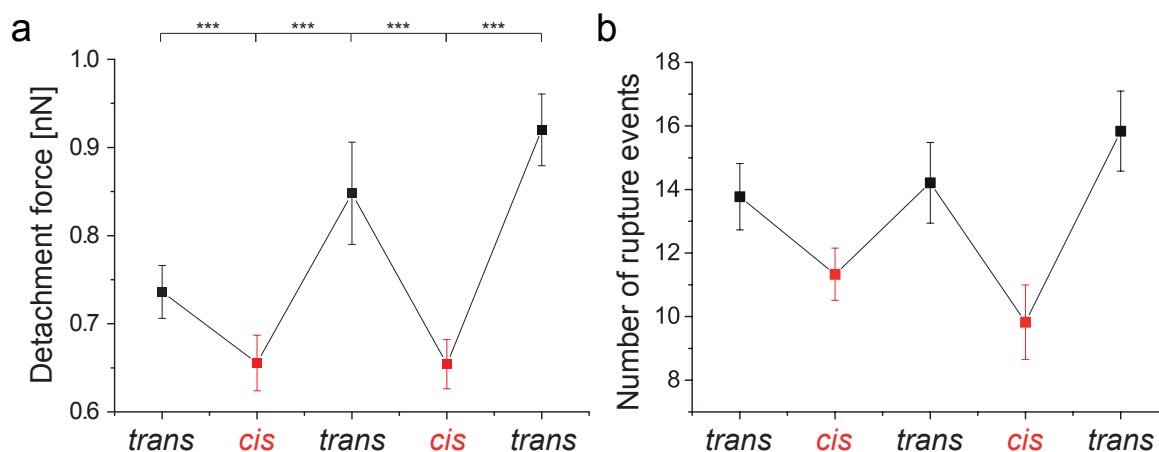 a
*** *** *** ***
Detachment force [nN]
1.0
0.9
0.8
0.7
0.6
trans cis trans cis trans
b
Number of rupture events
18
16
14
12
10
8
trans cis trans cis trans